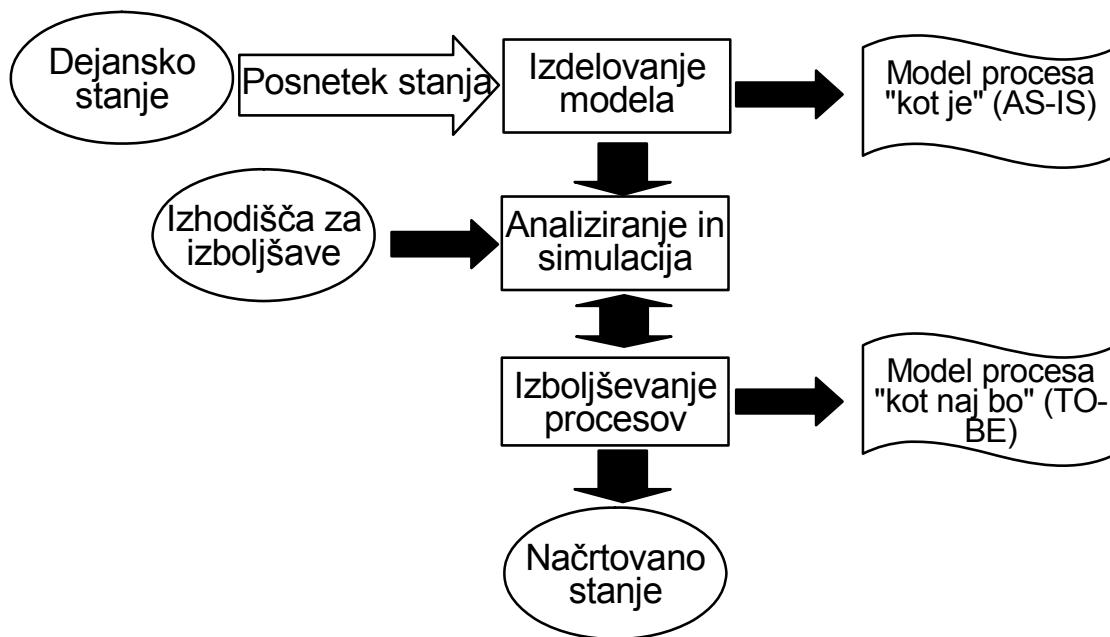 Dejansko
stanje
Posnetek stanja
Izdelovanje
modela
Model procesa
"kot je" (AS-IS)
Izhodišča za
izboljšave
Analiziranje in
simulacija
Izboljševanje
procesov
Model procesa
"kot naj bo" (TO-
BE)
Načrtovano
stanje